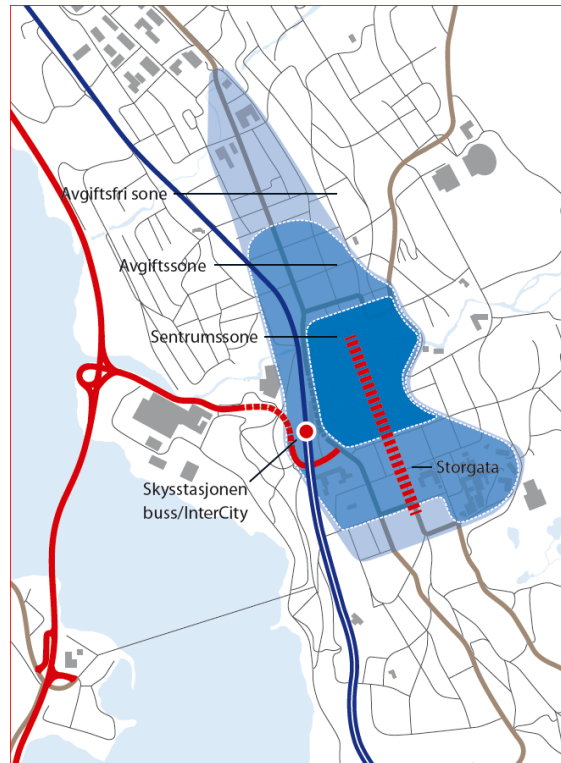 Avgiftsfri sone
Avgiftssone
Sentrumssone
Storgata
Skysstasjonen
buss/InterCity